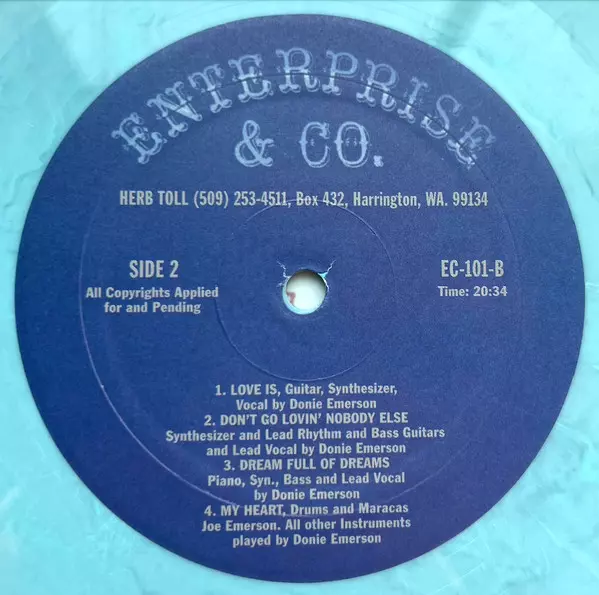 ENTERPRISE
& CO.
HERB TOLL (509) 253-4511, Box 432, Harrington, WA. 99134
SIDE 2
All Copyrights Applied
for and Pending
EC-101-B
Time: 20:34
1. LOVE IS, Guitar, Synthesizer,
Vocal by Donie Emerson
2. DON'T GO LOVIN' NOBODY ELSE
Synthesizer and Lead Rhythm and Bass Guitars
and Lead Vocal by Donie Emerson
3. DREAM FULL OF DREAMS
Piano, Syn., Bass and Lead Vocal
by Donie Emerson
4. MY HEART, Drums and Maracas
Joe Emerson. All other Instruments
played by Donie Emerson